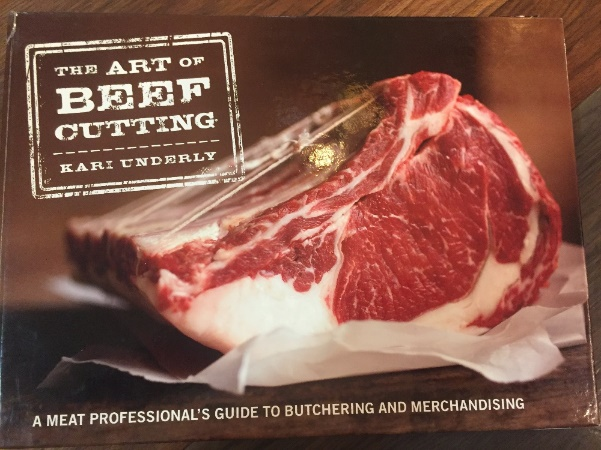 THE ART OF
BEEF
CUTTING
KARI UNDERLY
A MEAT PROFESSIONAL'S GUIDE TO BUTCHERING AND MERCHANDISING